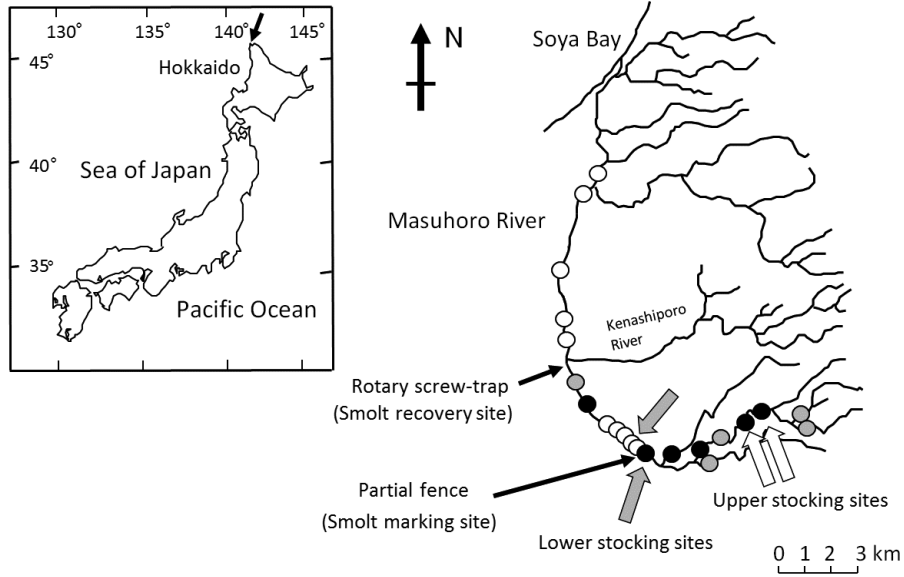 130° 135° 140° 145°
45°
40°
35°
Hokkaido
Sea of Japan
Pacific Ocean
N
Soya Bay
Masuhoro River
Kenashiporo
River
Rotary screw-trap
(Smolt recovery site)
Partial fence
(Smolt marking site)
Upper stocking sites
Lower stocking sites
0 1 2 3 km